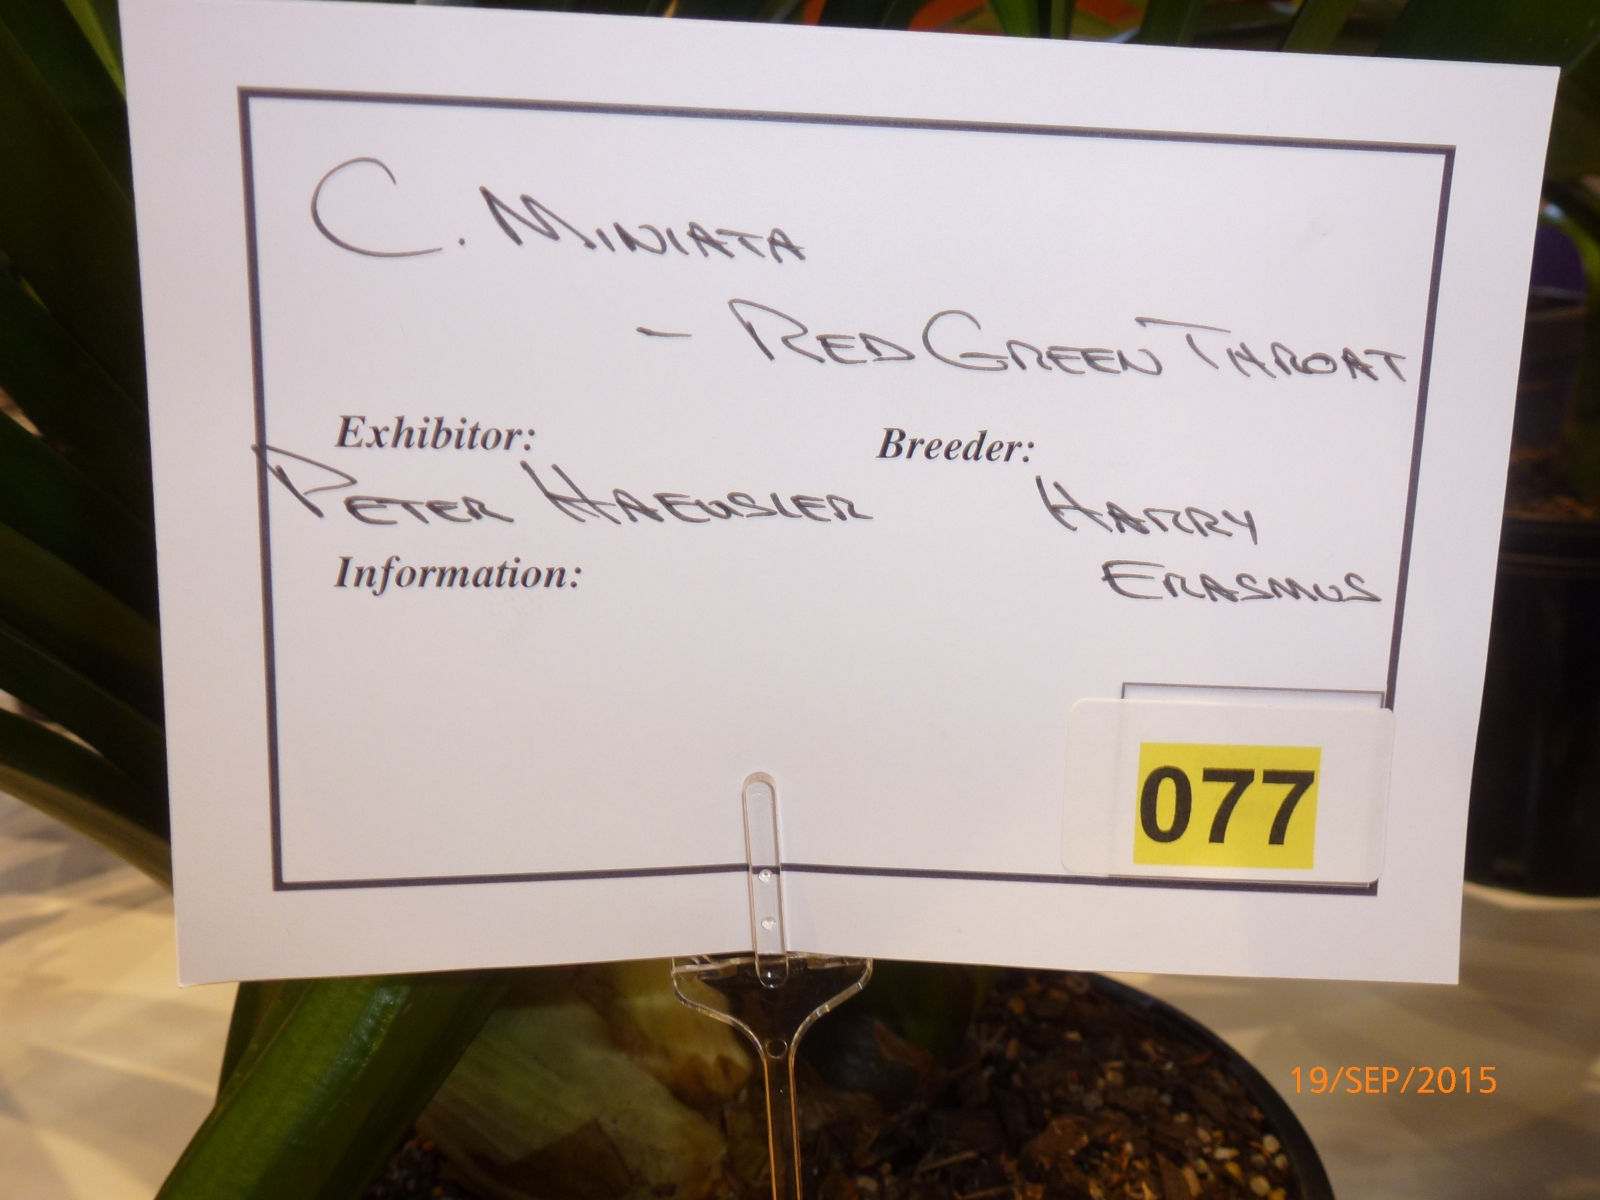 C. MINIATA
- RED GREEN THROAT
Exhibitor: Breeder:
PETER HAEUSLER HARRY
ERASMUS
Information:
077
19/SEP/2015